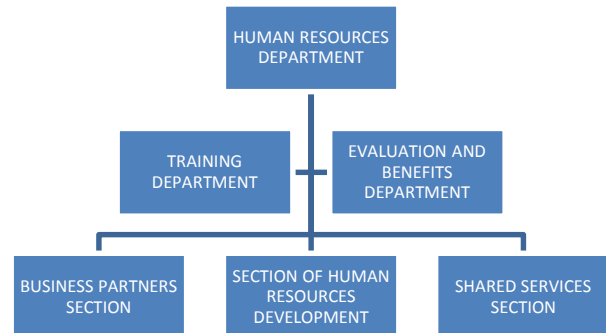 HUMAN RESOURCES
DEPARTMENT
TRAINING
DEPARTMENT
EVALUATION AND
BENEFITS
DEPARTMENT
BUSINESS PARTNERS
SECTION
SECTION OF HUMAN
RESOURCES
DEVELOPMENT
SHARED SERVICES
SECTION